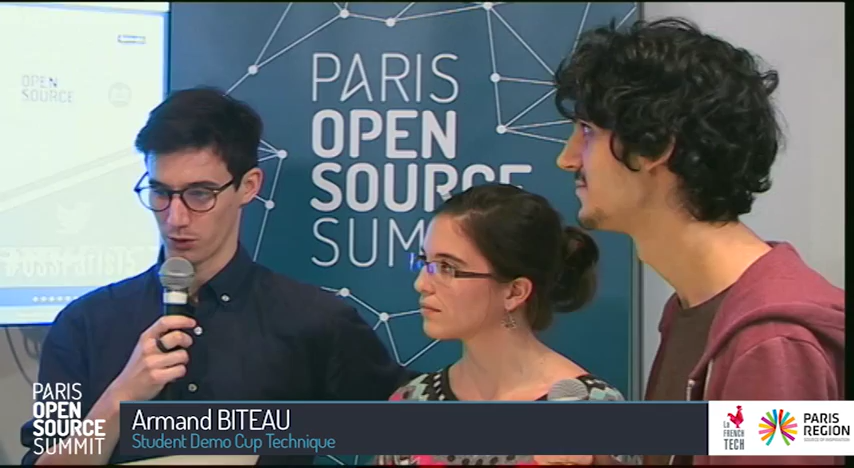 OPEN
SOURCE
PARIS
OPEN
SOURCE
SUMMIT
PARIS
OPEN
SOURCE
SUMMIT
Armand BITEAU
Student Demo Cup Technique
La
FRENCH
TECH
PARIS
REGION